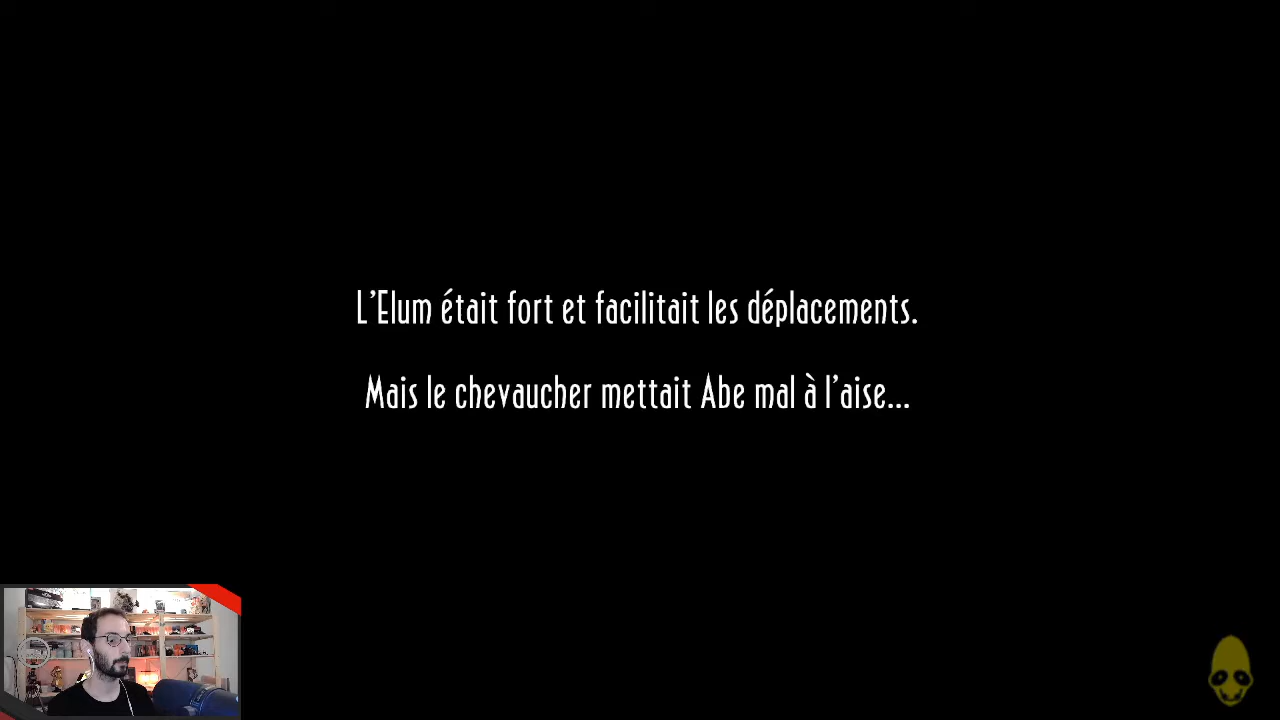 L'Elum était fort et facilitait les déplacements.
Mais le chevaucher mettait Abe mal à l'aise...